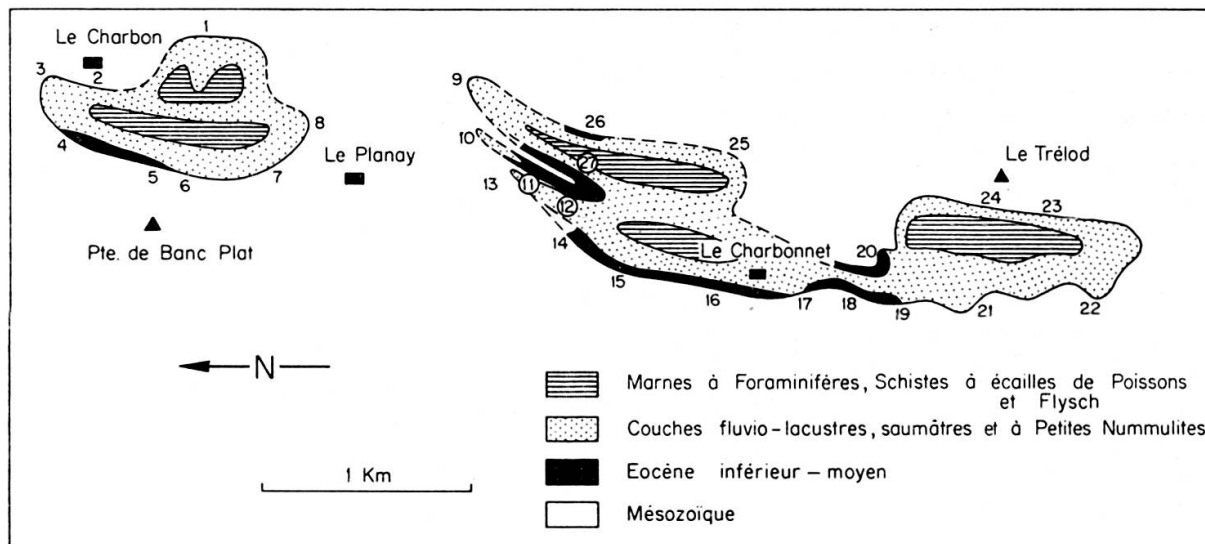 1
Le Charbon
3
2
8
4
Le Planay
5
6
7
Pte. de Banc Plat
9
26
25
10
27
Le Trélod
13
11
24
23
12
14
Le Charbonnet
20
15
16
17
18
19
21
22
N
Marnes à Foraminifères, Schistes à écailles de Poissons
et Flysch
Couches fluvio-lacustres, saumâtres et à Petites Nummulites
1 Km
Eocène inférieur – moyen
Mésozoïque